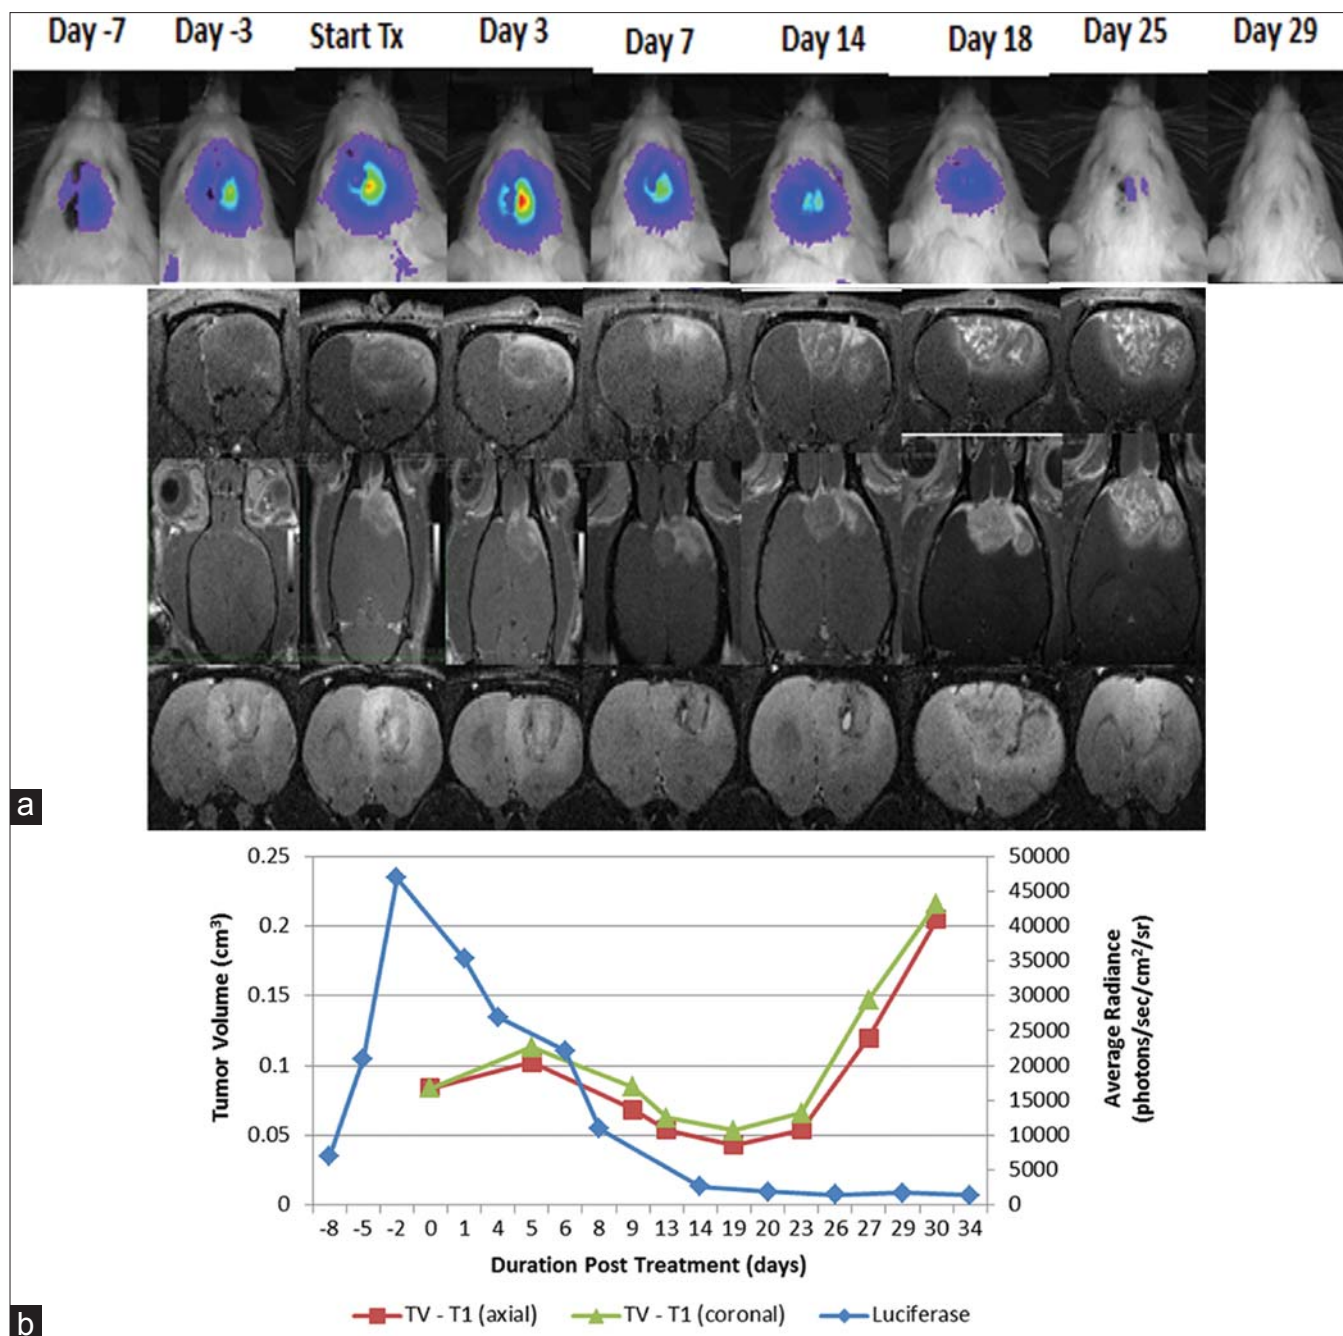 Day -7 Day -3 Start Tx Day 3 Day 7 Day 14 Day 18 Day 25 Day 29
a
0.25 50000
45000
0.2 40000
35000
0.15 30000
25000
0.1 20000
15000
0.05 10000
5000
0 0
Tumor Volume (cm³)
Average Radiance
(photons/sec/cm²/sr)
-8 -5 -2 0 1 4 5 6 8 9 13 14 19 20 23 26 27 29 30 34
Duration Post Treatment (days)
b
TV - T1 (axial) TV - T1 (coronal) Luciferase